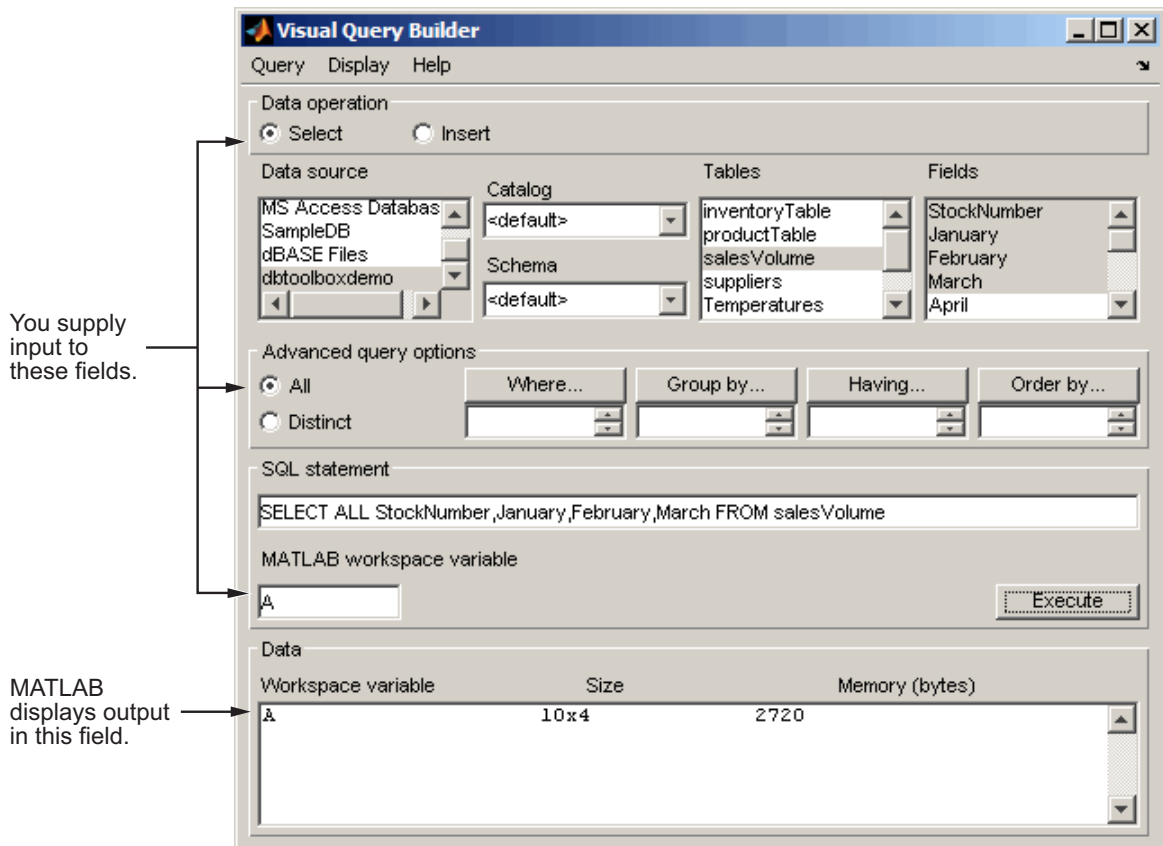 Visual Query Builder
Query Display Help
Data operation
Select Insert
Data source
Catalog
Tables
Fields
MS Access Databas
SampleDB
dBASE Files
dbtoolboxdemo
<default>
Schema
<default>
inventoryTable
productTable
salesVolume
suppliers
Temperatures
StockNumber
January
February
March
April
You supply
input to
these fields.
Advanced query options
All
Distinct
Where... Group by... Having... Order by...
SQL statement
SELECT ALL StockNumber,January,February,March FROM salesVolume
MATLAB workspace variable
A
Execute
Data
Workspace variable Size Memory (bytes)
A 10x4 2720
MATLAB
displays output
in this field.